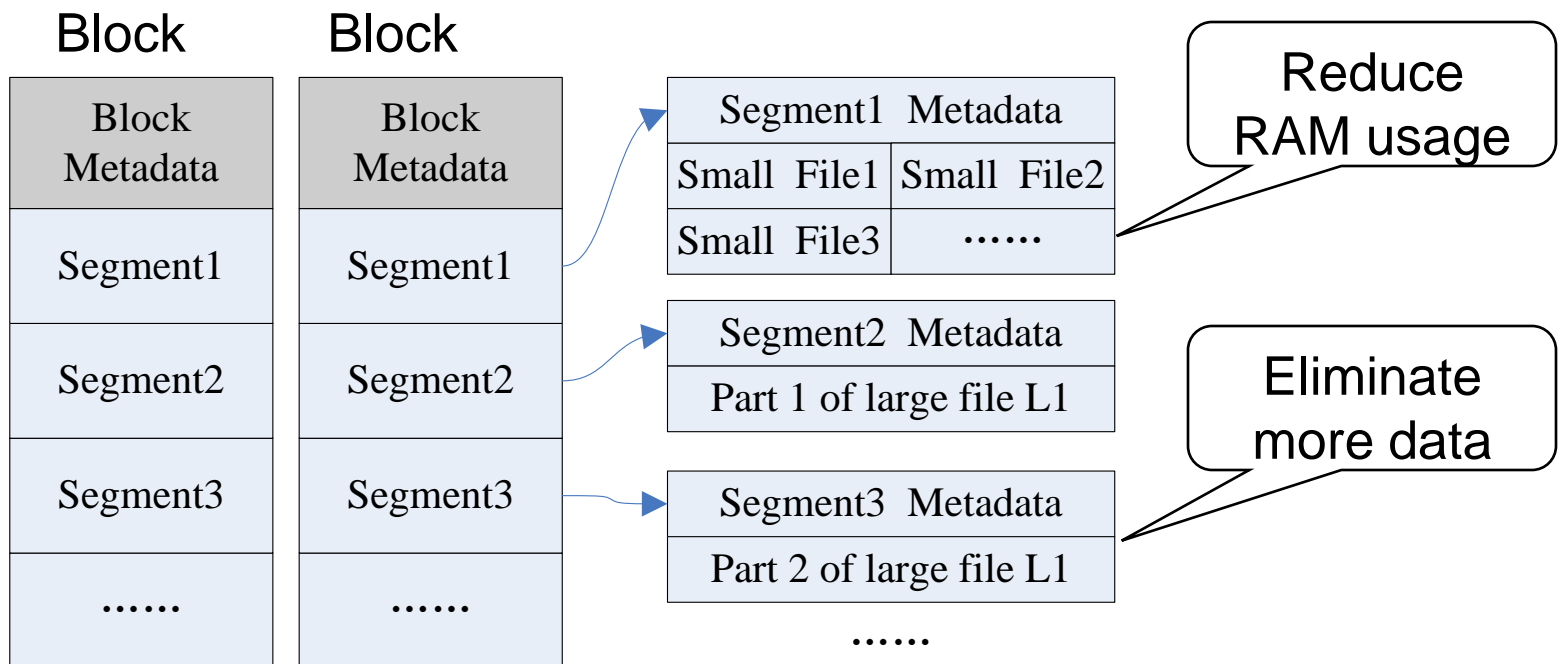 Block
Block
Block
Metadata
Segment1
Segment2
Segment3
……
Block
Metadata
Segment1
Segment2
Segment3
……
Segment1 Metadata
Small File1
Small File2
Small File3
……
Segment2 Metadata
Part 1 of large file L1
Segment3 Metadata
Part 2 of large file L1
……
Reduce
RAM usage
Eliminate
more data